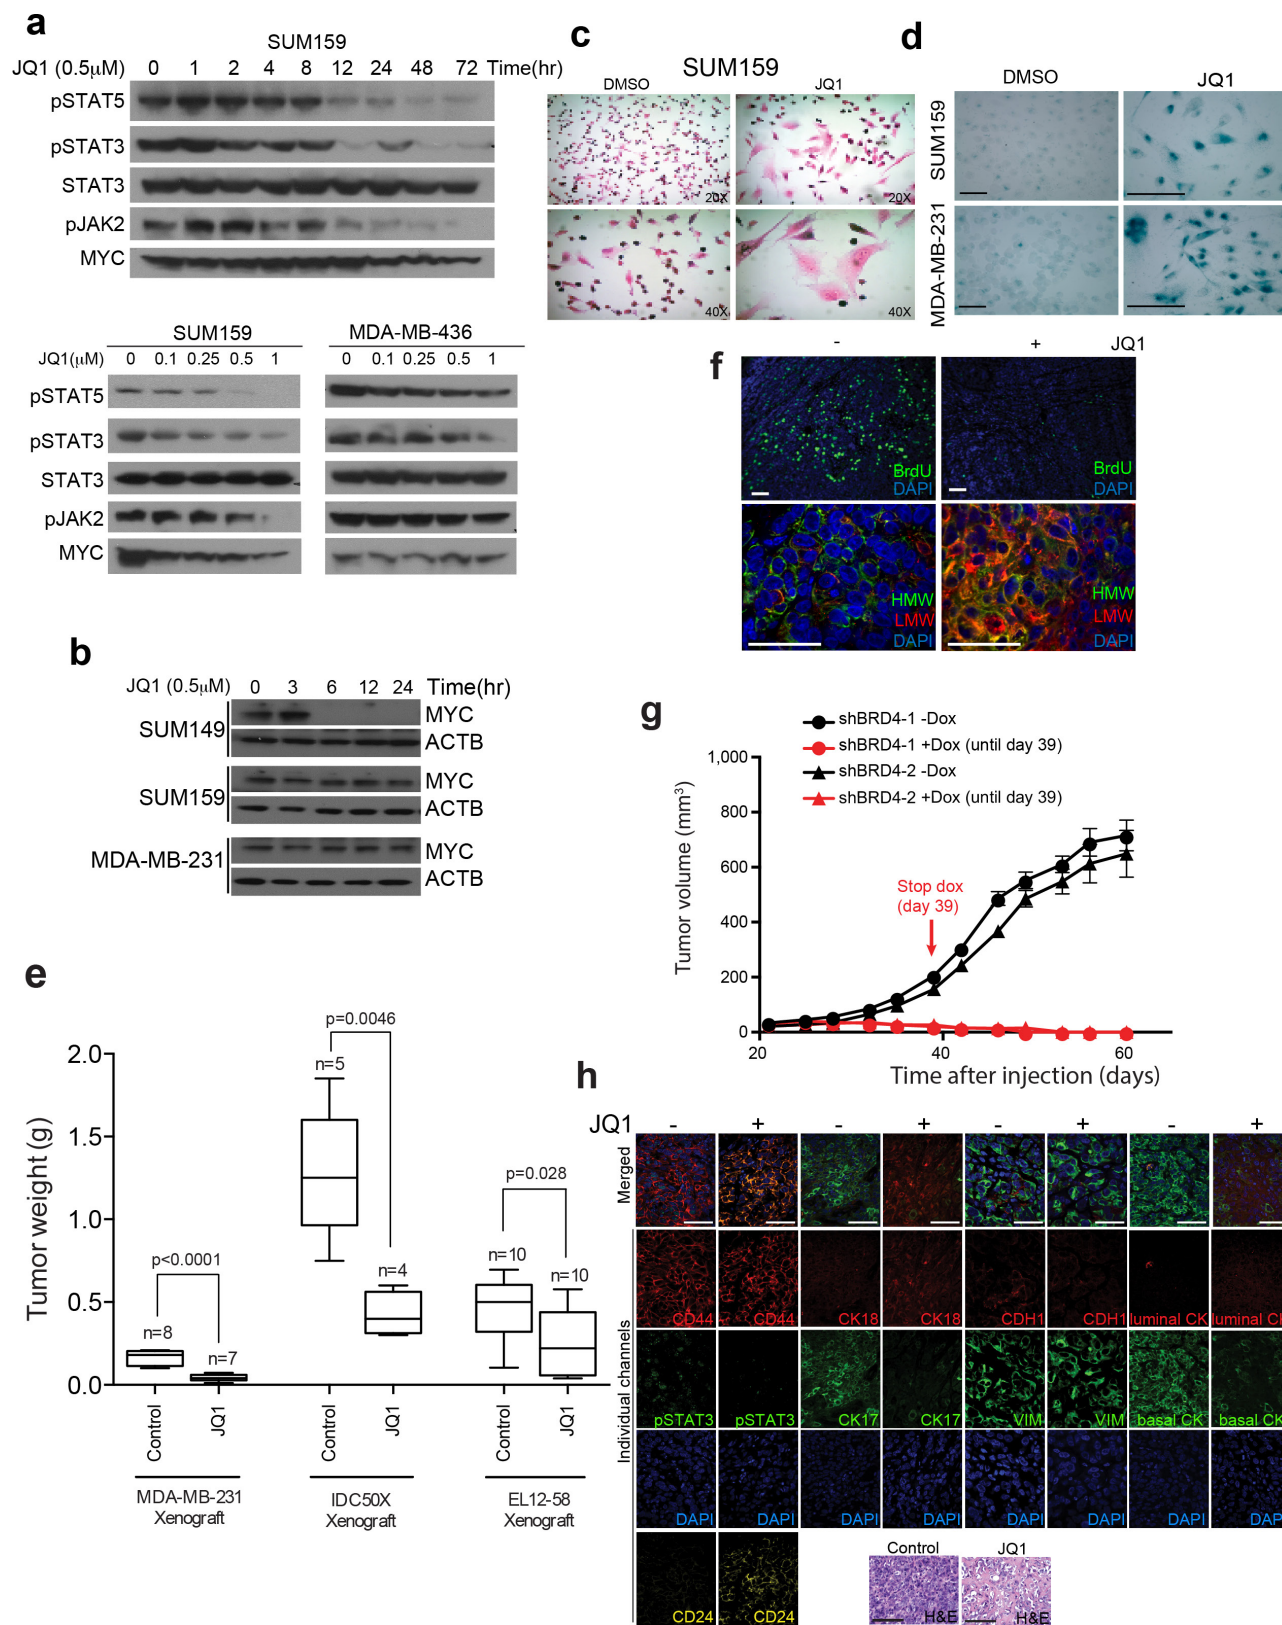 a
SUM159
JQ1 (0.5µM) 0 1 2 4 8 12 24 48 72 Time(hr)
pSTAT5
pSTAT3
STAT3
pJAK2
MYC
SUM159 MDA-MB-436
JQ1(µM) 0 0.1 0.25 0.5 1 0 0.1 0.25 0.5 1
pSTAT5
pSTAT3
STAT3
pJAK2
MYC
b
JQ1 (0.5µM) 0 3 6 12 24 Time(hr)
SUM149
MYC
ACTB
SUM159
MYC
ACTB
MDA-MB-231
MYC
ACTB
c
SUM159
DMSO JQ1
20X 20X
40X 40X
d
DMSO JQ1
SUM159
MDA-MB-231
e
Tumor weight (g)
2.0
1.5
1.0
0.5
0.0
p<0.0001
n=8
n=7
p=0.0046
n=5
n=4
p=0.028
n=10
n=10
Control JQ1 Control JQ1 Control JQ1
MDA-MB-231
Xenograft
IDC50X
Xenograft
EL12-58
Xenograft
f
- + JQ1
BrdU
DAPI
BrdU
DAPI
HMW
LMW
DAPI
HMW
LMW
DAPI
g
shBRD4-1 -Dox
shBRD4-1 +Dox (until day 39)
shBRD4-2 -Dox
shBRD4-2 +Dox (until day 39)
Tumor volume (mm³)
1,000
800
600
400
200
0
Stop dox
(day 39)
20 40 60
Time after injection (days)
h
JQ1 - + - + - + - +
Merged
Individual channels
CD44 CD44 CK18 CK18 CDH1 CDH1 luminal CK luminal CK
pSTAT3 pSTAT3 CK17 CK17 VIM VIM basal CK basal CK
DAPI DAPI DAPI DAPI DAPI DAPI DAPI DAPI
CD24 CD24
Control JQ1
H&E H&E